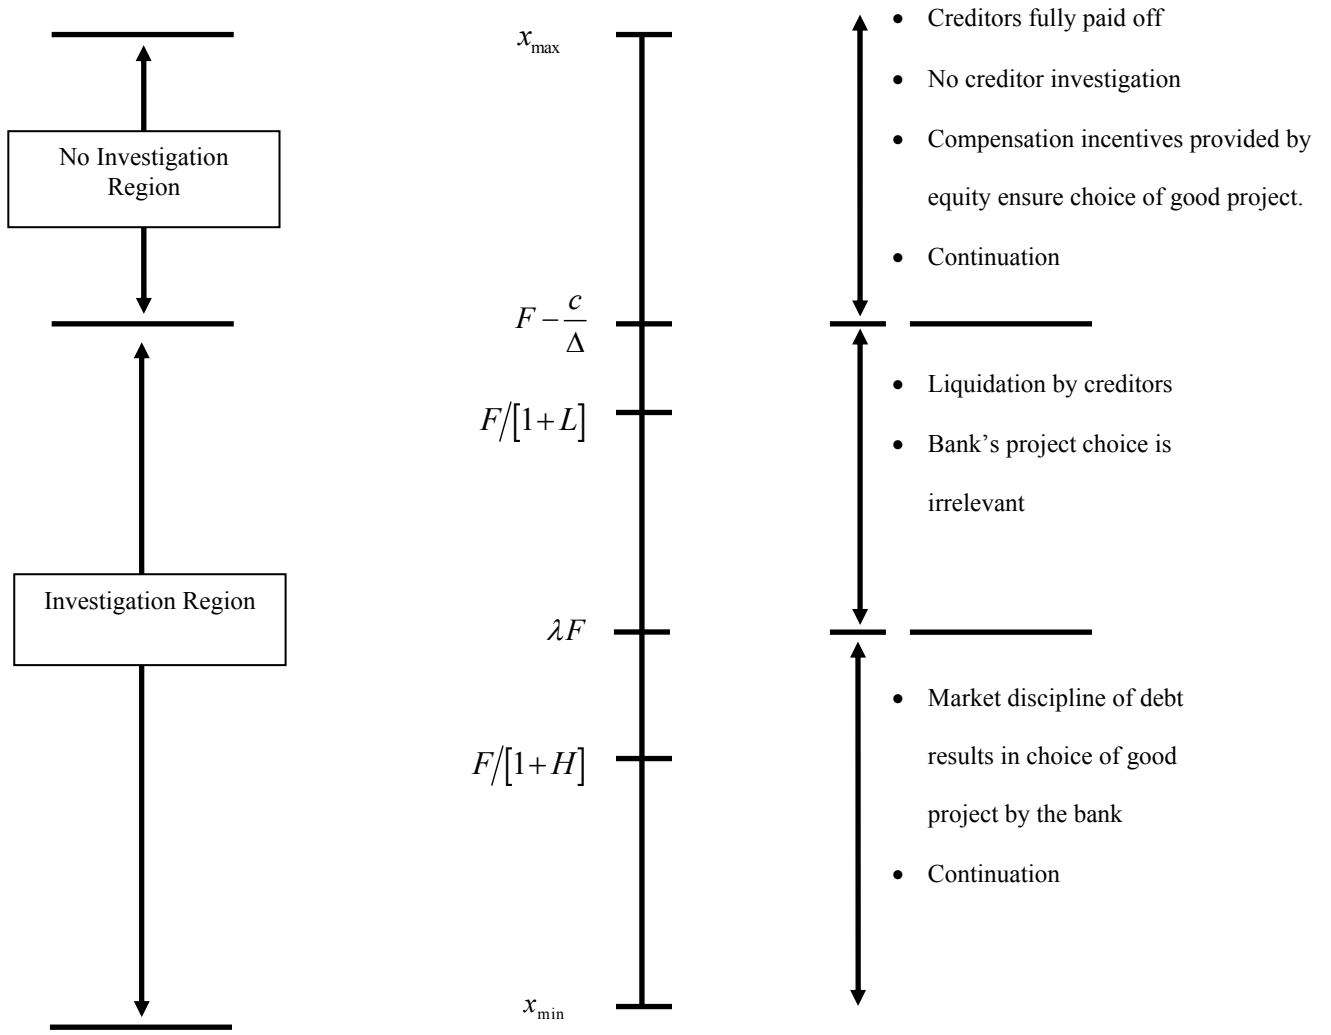 No Investigation
Region
Investigation Region
x_max
F − c/Δ
F/[1+L]
λF
F/[1+H]
x_min
• Creditors fully paid off
• No creditor investigation
• Compensation incentives provided by
equity ensure choice of good project.
• Continuation
• Liquidation by creditors
• Bank's project choice is
irrelevant
• Market discipline of debt
results in choice of good
project by the bank
• Continuation